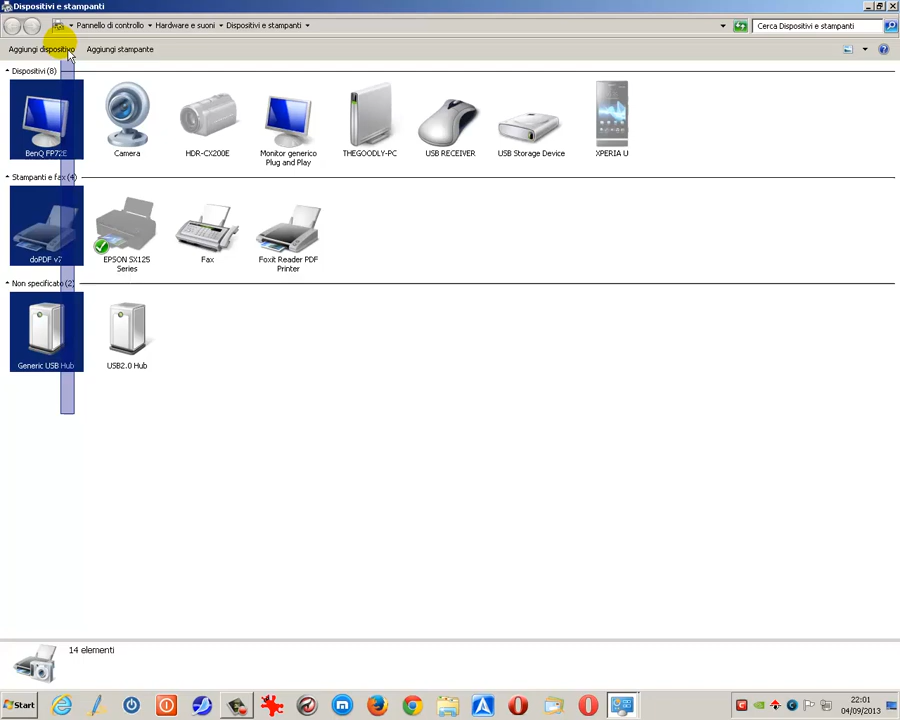 Dispositivi e stampanti
Pannello di controllo
Hardware e suoni
Dispositivi e stampanti
Cerca Dispositivi e stampanti
Aggiungi dispositivo
Aggiungi stampante
Dispositivi (8)
BenQ FP72E
Camera
HDR-CX200E
Monitor generico
Plug and Play
THEGOODLY-PC
USB RECEIVER
USB Storage Device
XPERIA U
Stampanti e fax (4)
doPDF v7
EPSON SX125
Series
Fax
Foxit Reader PDF
Printer
Non specificato (2)
Generic USB Hub
USB2.0 Hub
14 elementi
Start
22:01
04/09/2013